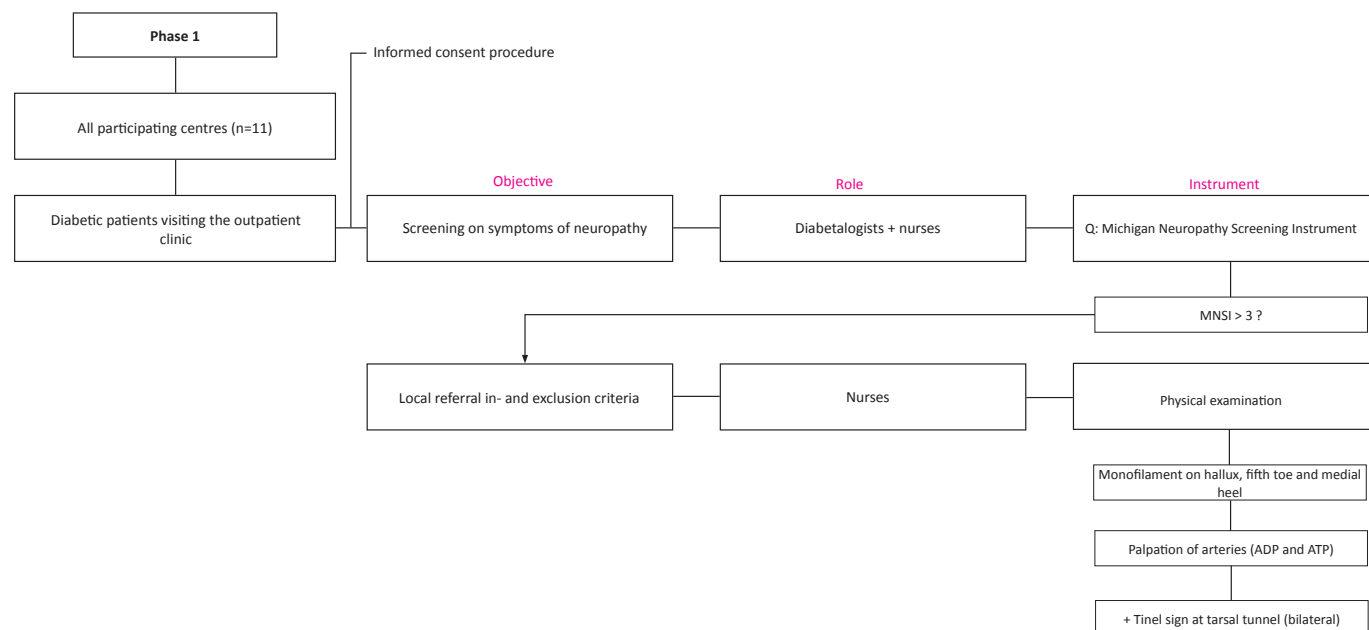 Phase 1
Informed consent procedure
All participating centres (n=11)
Objective
Role
Instrument
Diabetic patients visiting the outpatient
clinic
Screening on symptoms of neuropathy
Diabetalogists + nurses
Q: Michigan Neuropathy Screening Instrument
MNSI > 3 ?
Local referral in- and exclusion criteria
Nurses
Physical examination
Monofilament on hallux, fifth toe and medial
heel
Palpation of arteries (ADP and ATP)
+ Tinel sign at tarsal tunnel (bilateral)